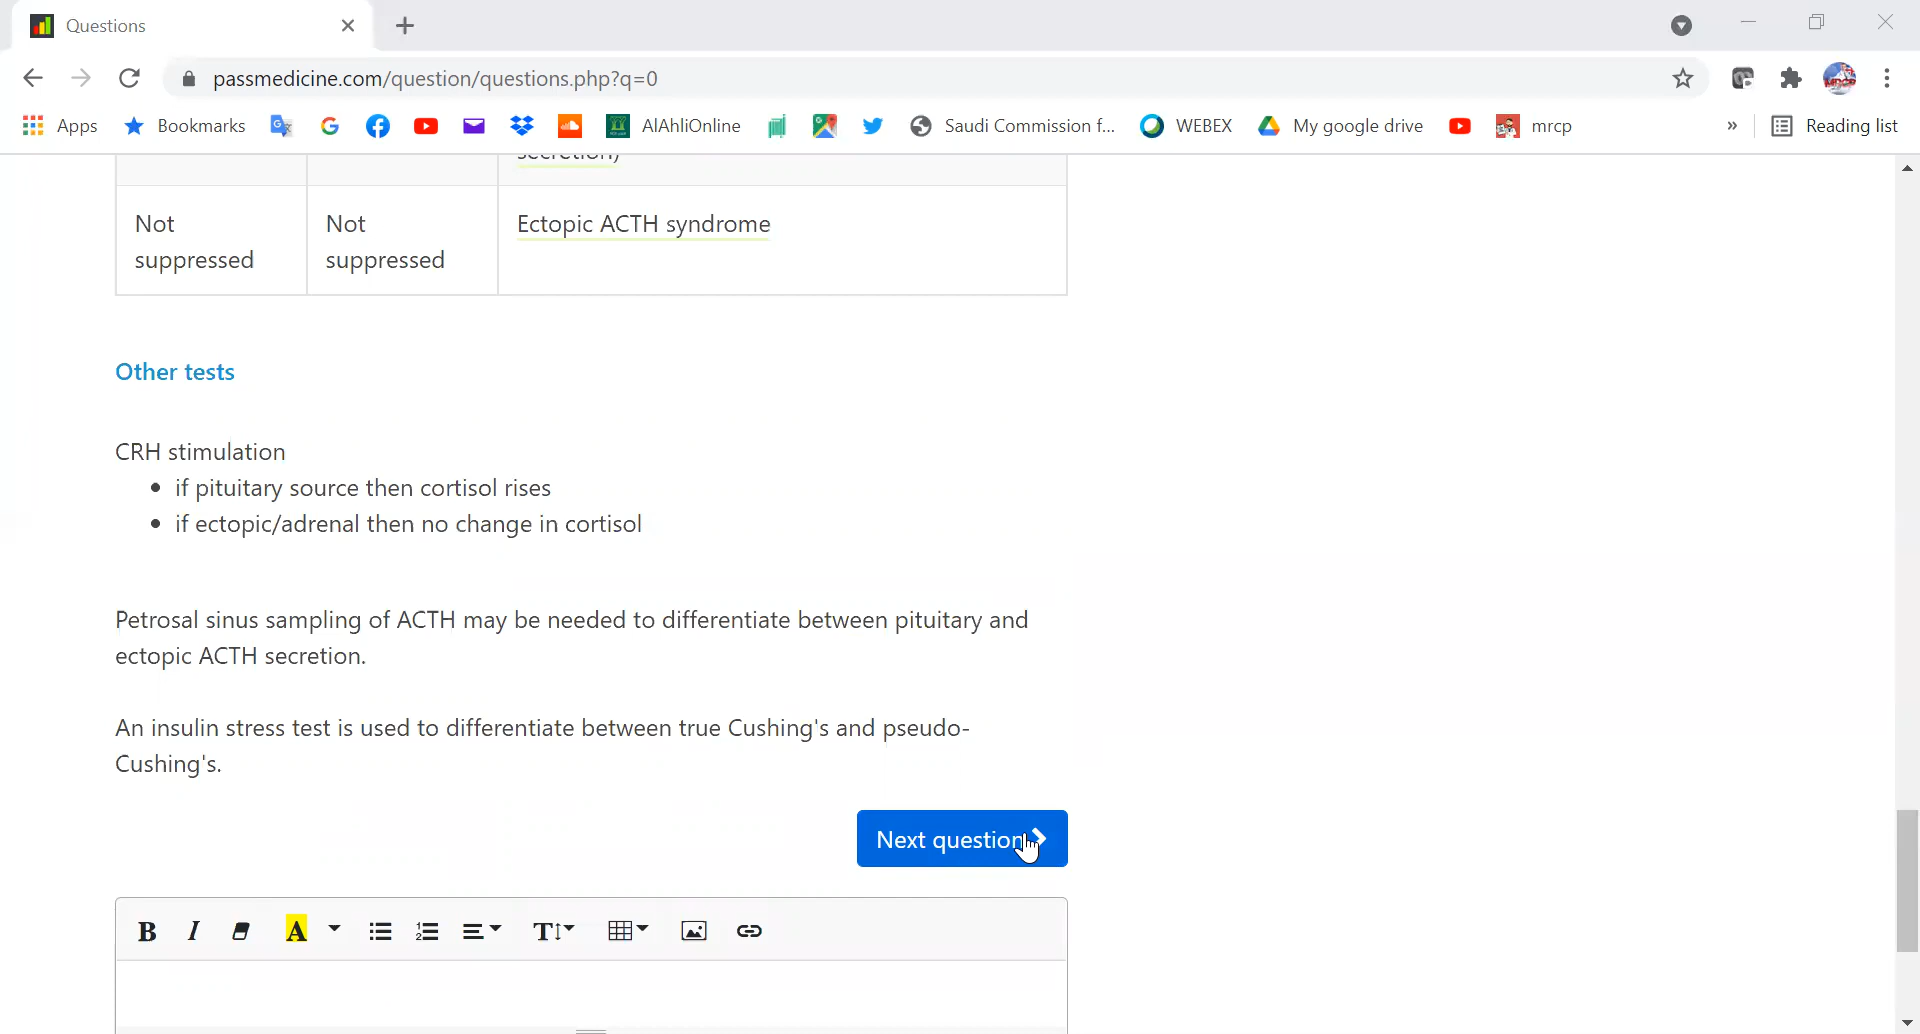 Questions
passmedicine.com/question/questions.php?q=0
Apps Bookmarks AlAhliOnline Saudi Commission f... WEBEX My google drive mrcp » Reading list
secretion)
Not Not Ectopic ACTH syndrome
suppressed suppressed
Other tests
CRH stimulation
• if pituitary source then cortisol rises
• if ectopic/adrenal then no change in cortisol
Petrosal sinus sampling of ACTH may be needed to differentiate between pituitary and
ectopic ACTH secretion.
An insulin stress test is used to differentiate between true Cushing's and pseudo-
Cushing's.
Next question
B I A T